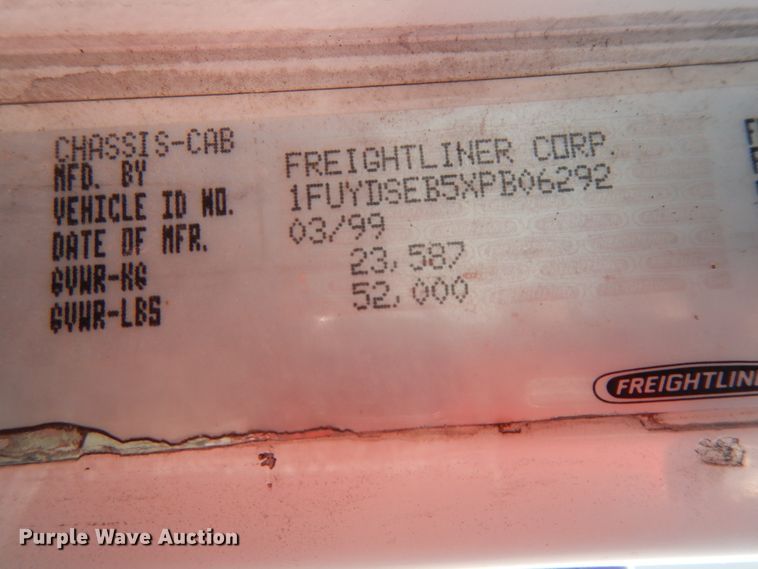 CHASSIS-CAB
MFD. BY FREIGHTLINER CORP.
VEHICLE ID NO. 1FUYDSEB5XPB06292
DATE OF MFR. 03/99
GVWR-KG 23,587
GVWR-LBS 52,000
FREIGHTLIN
Purple Wave Auction